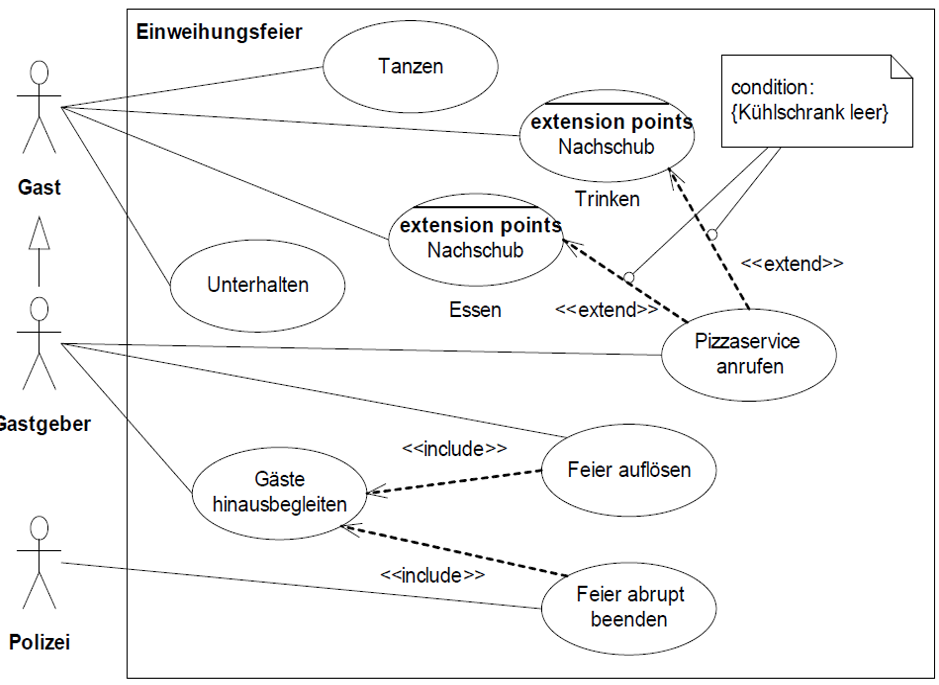 Einweihungsfeier
Tanzen
condition:
{Kühlschrank leer}
extension points
Nachschub
Trinken
Gast
extension points
Nachschub
Essen
<<extend>>
<<extend>>
Unterhalten
Pizzaservice
anrufen
Gastgeber
<<include>>
Feier auflösen
Gäste
hinausbegleiten
<<include>>
Feier abrupt
beenden
Polizei